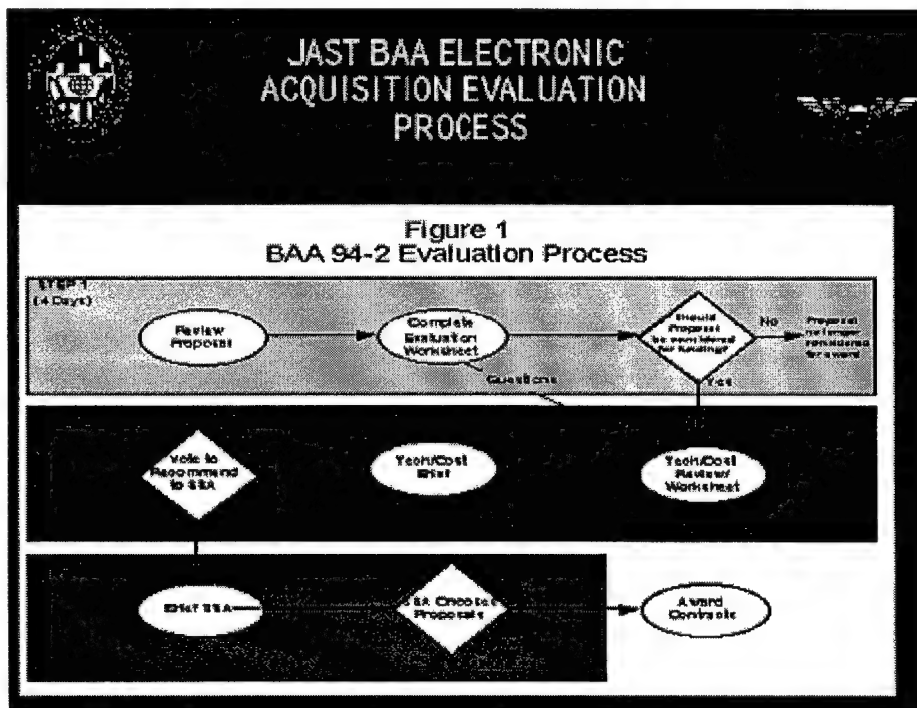 JAST BAA ELECTRONIC
ACQUISITION EVALUATION
PROCESS
Figure 1
BAA 94-2 Evaluation Process
STEP 1
(4 Days)
Review
Proposal
Complete
Evaluation
Worksheet
Should
Proposal
be considered
for funding?
No
Proposal
no longer
considered
for award
Questions
Yes
Vote to
Recommend
to SSA
Tech/Cost
Brief
Tech/Cost
Review/
Worksheet
Brief SSA
SSA Chooses
Proposals
Award
Contracts